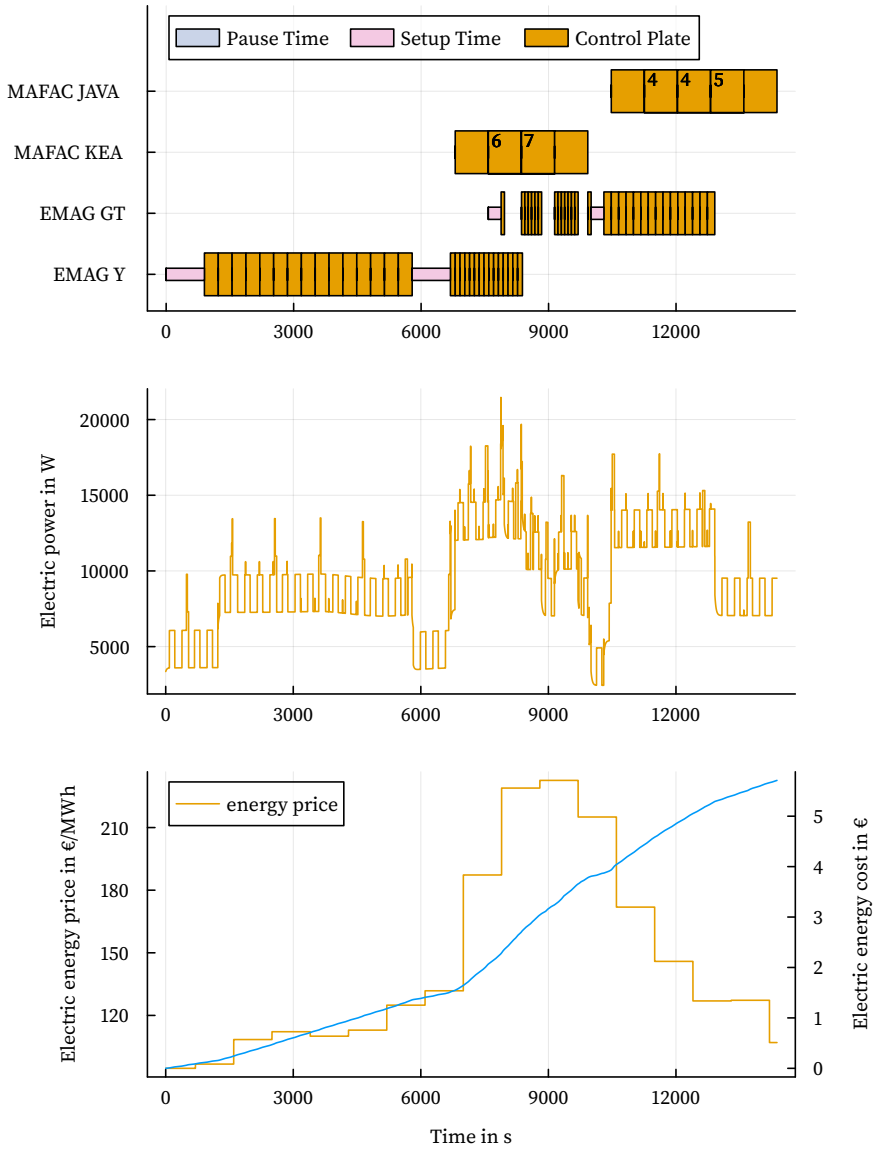 Pause Time Setup Time Control Plate
MAFAC JAVA
4 4 5
MAFAC KEA
6 7
EMAG GT
EMAG Y
0 3000 6000 9000 12000
Electric power in W
20000
15000
10000
5000
0 3000 6000 9000 12000
Electric energy price in €/MWh
energy price
210
180
150
120
5
4
3
2
1
0
Electric energy cost in €
0 3000 6000 9000 12000
Time in s